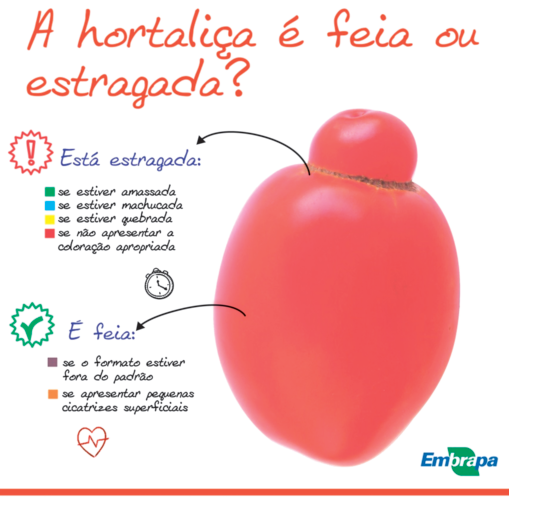 A hortaliça é feia ou
estragada?
Está estragada:
se estiver amassada
se estiver machucada
se estiver quebrada
se não apresentar a
coloração apropriada
É feia:
se o formato estiver
fora do padrão
se apresentar pequenas
cicatrizes superficiais
Embrapa